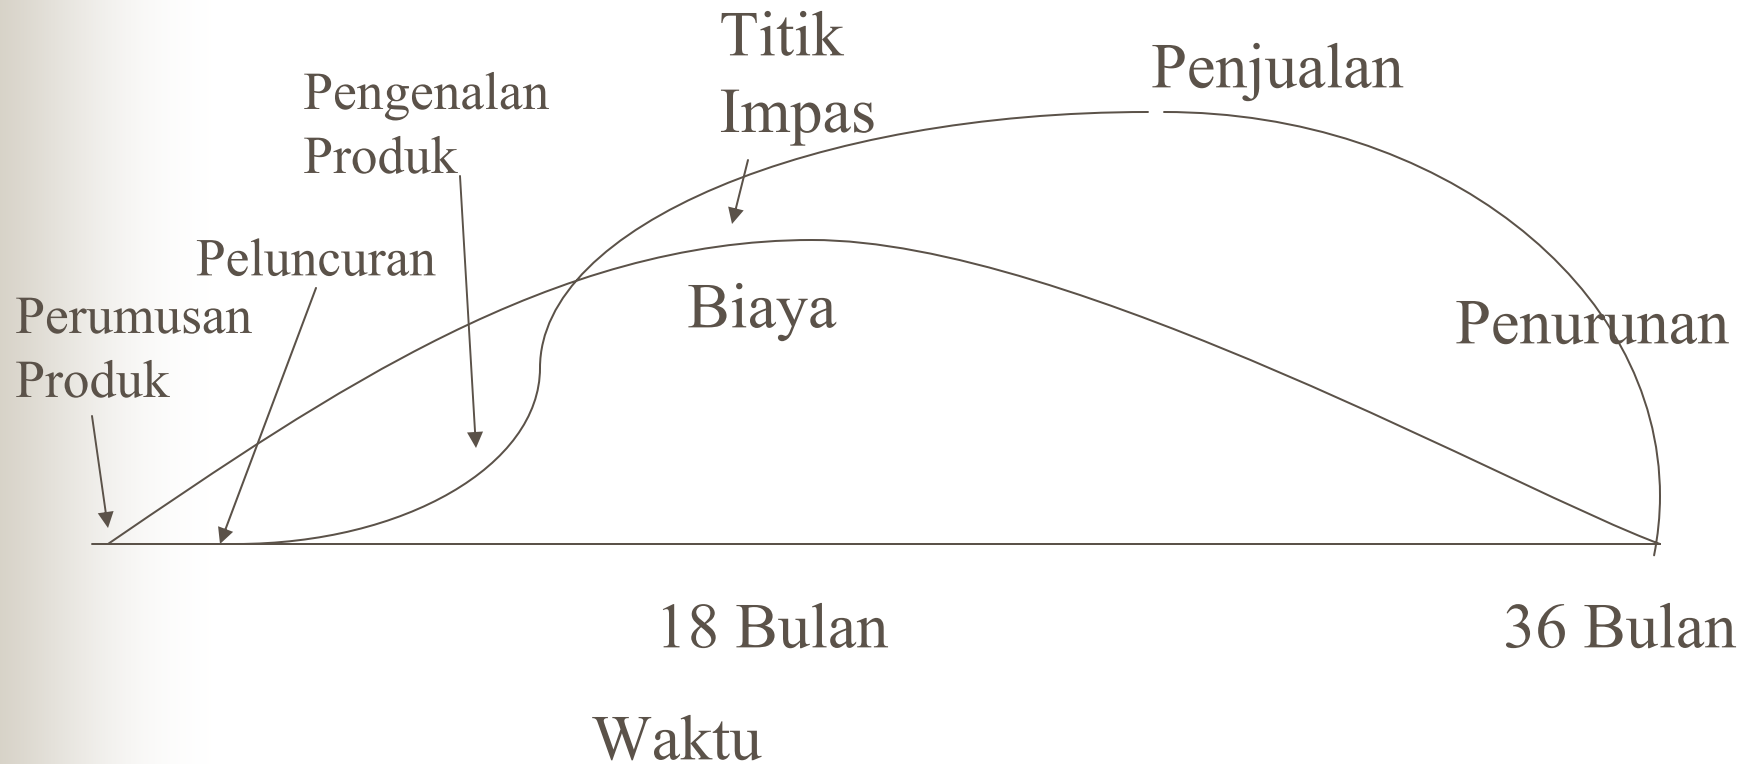 Titik
Impas
Penjualan
Pengenalan
Produk
Peluncuran
Perumusan
Produk
Biaya
Penurunan
18 Bulan
36 Bulan
Waktu